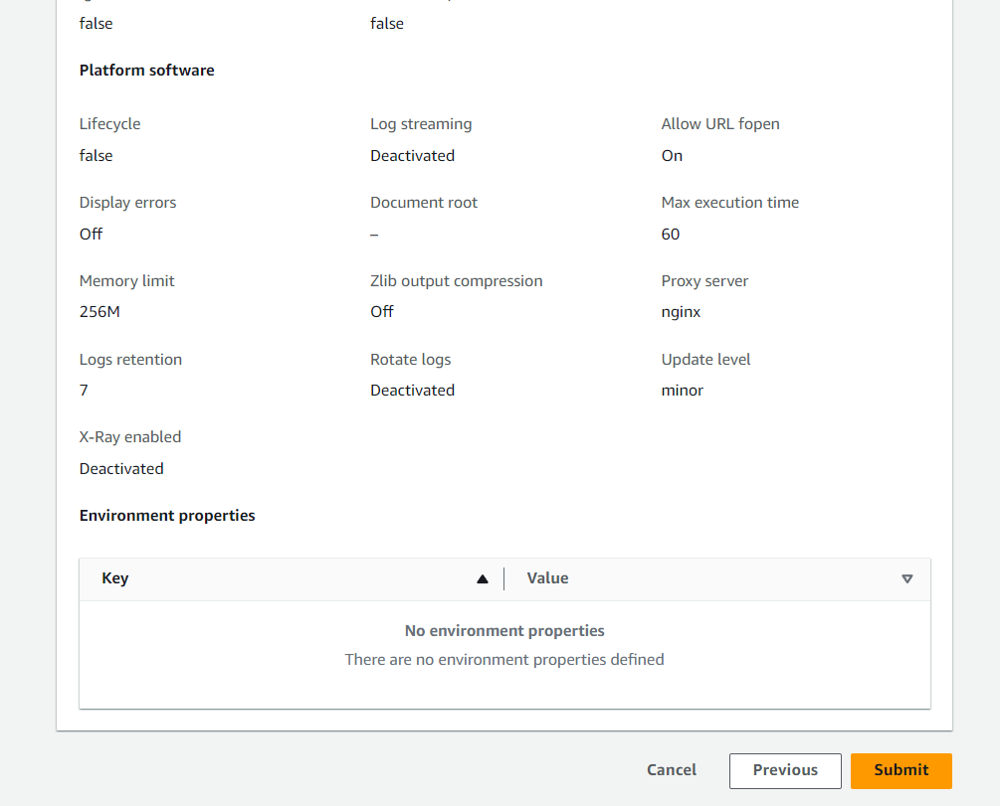 false false
Platform software
Lifecycle Log streaming Allow URL fopen
false Deactivated On
Display errors Document root Max execution time
Off – 60
Memory limit Zlib output compression Proxy server
256M Off nginx
Logs retention Rotate logs Update level
7 Deactivated minor
X-Ray enabled
Deactivated
Environment properties
Key Value
No environment properties
There are no environment properties defined
Cancel Previous Submit